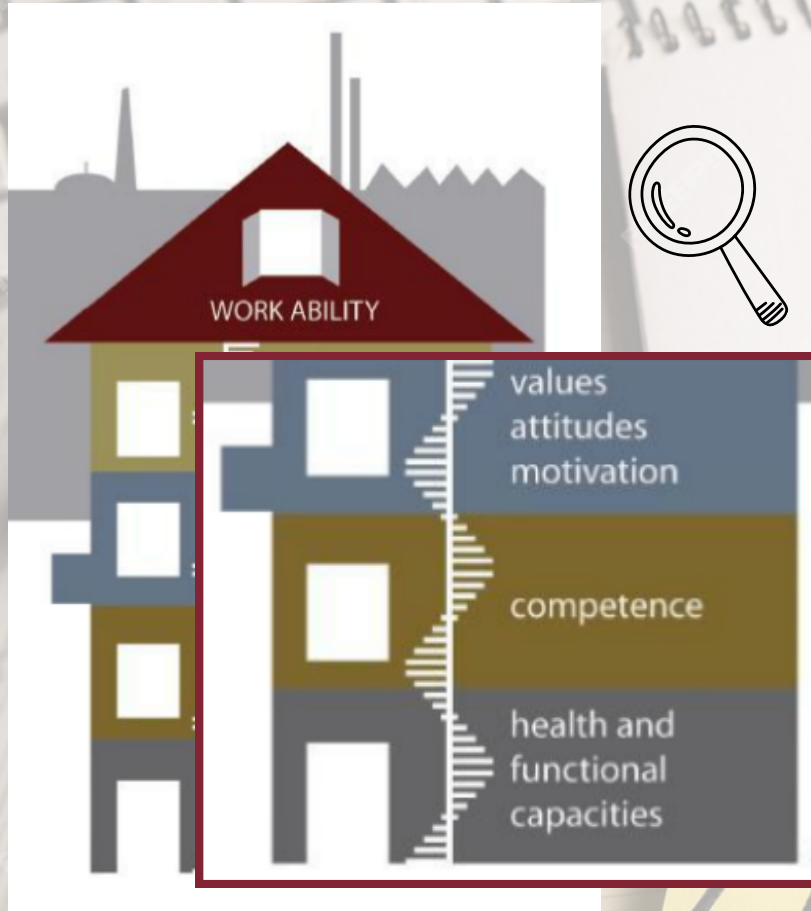 WORK ABILITY
values
attitudes
motivation
competence
health and
functional
capacities